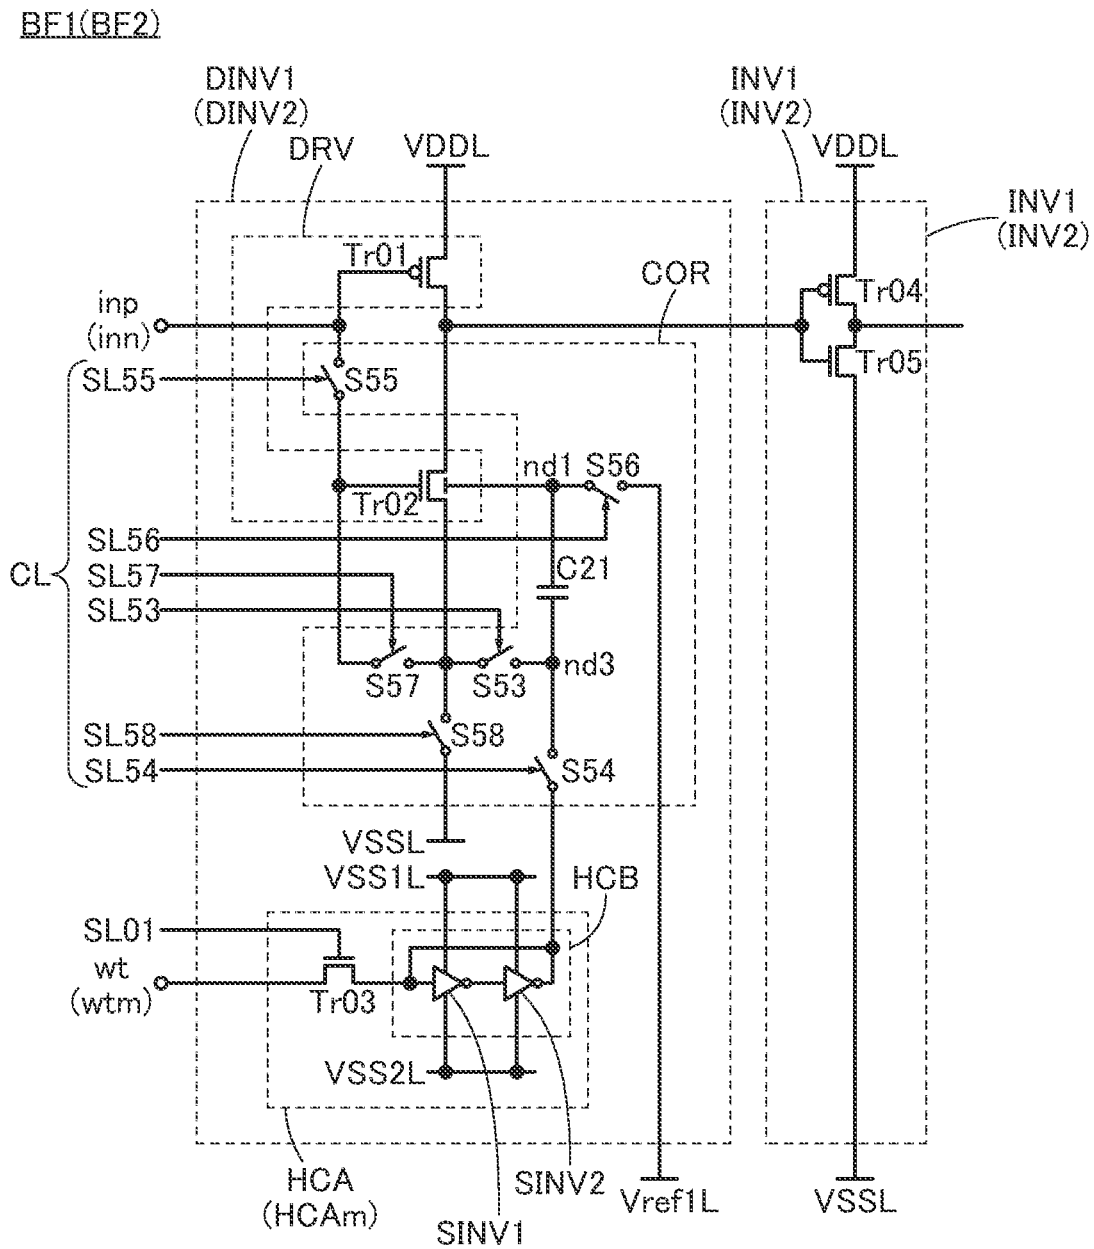 BF1(BF2)
DINV1
(DINV2)
INV1
(INV2)
DRV
VDDL
VDDL
INV1
(INV2)
Tr01
COR
Tr04
inp
(inn)
Tr05
SL55
S55
nd1
S56
Tr02
SL56
CL
SL57
C21
SL53
nd3
S57
S53
SL58
S58
SL54
S54
VSSL
VSS1L
HCB
SL01
wt
(wtm)
Tr03
VSS2L
HCA
(HCAm)
SINV2
SINV1
Vref1L
VSSL